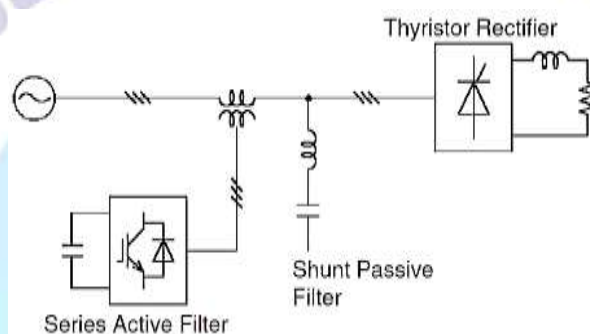 Thyristor Rectifier
Shunt Passive
Filter
Series Active Filter